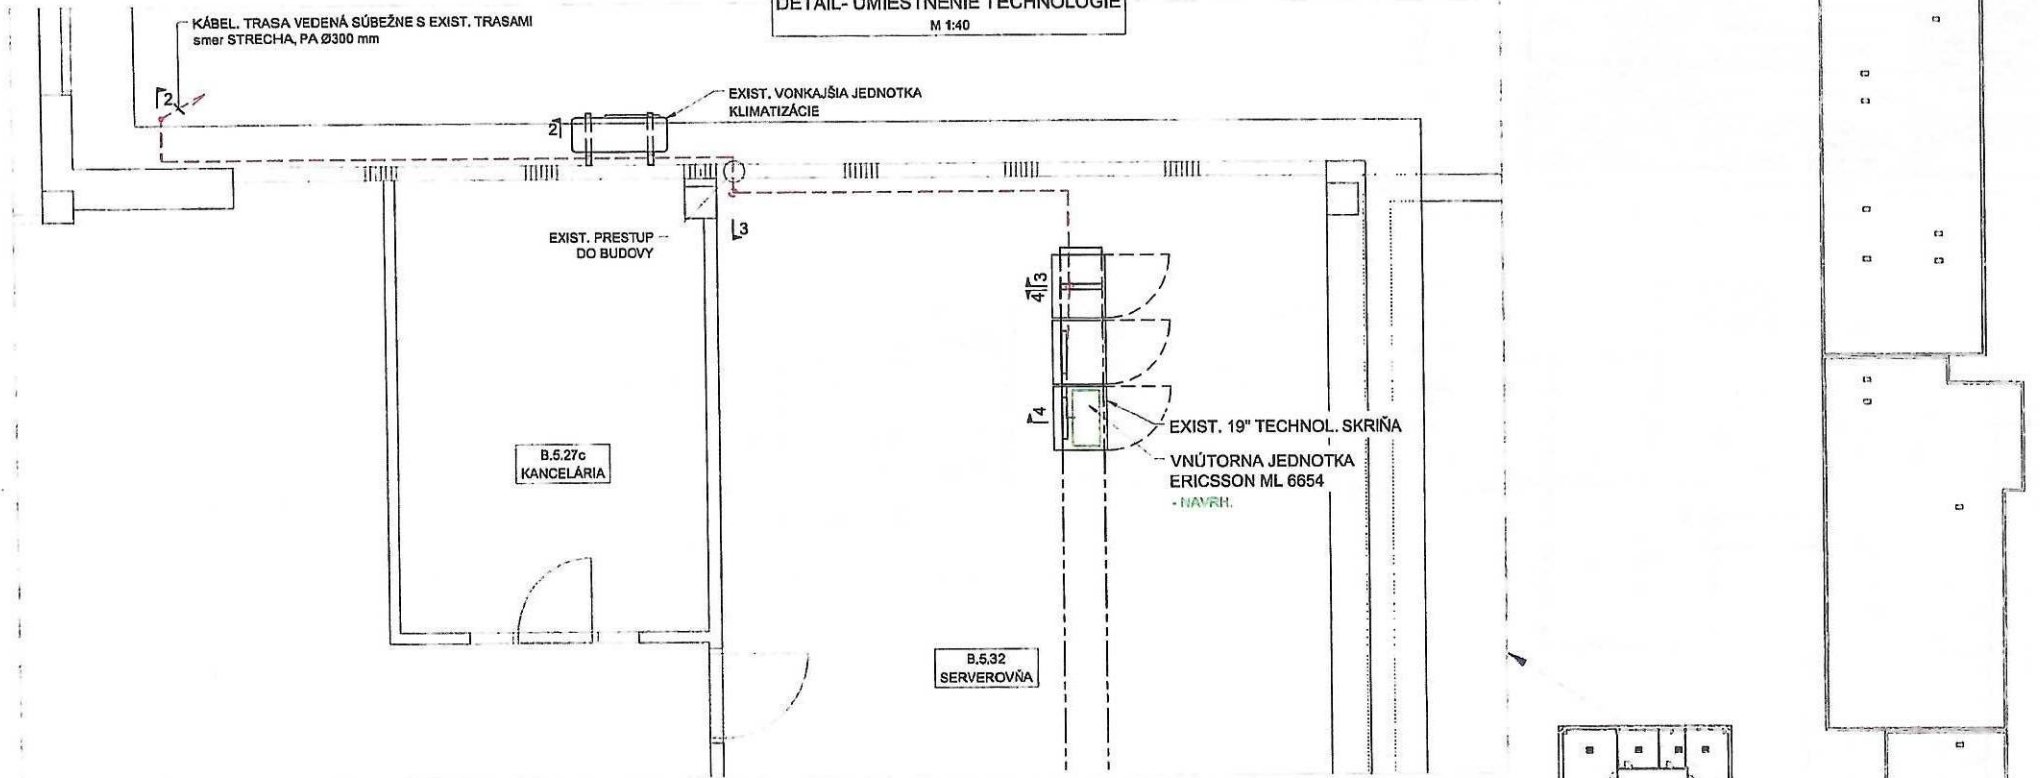 DETAIL- UMIESTNENIE TECHNOLÓGIE
M 1:40
KÁBEL. TRASA VEDENÁ SÚBEŽNE S EXIST. TRASAMI
smer STRECHA, PA Ø300 mm
2
EXIST. VONKAJŠIA JEDNOTKA
KLIMATIZÁCIE
2
EXIST. PRESTUP
DO BUDOVY
3
3
4
4
EXIST. 19" TECHNOL. SKRIŇA
VNÚTORNA JEDNOTKA
ERICSSON ML 6654
- NAVRH.
B.5.27c
KANCELÁRIA
B.5.32
SERVEROVŇA